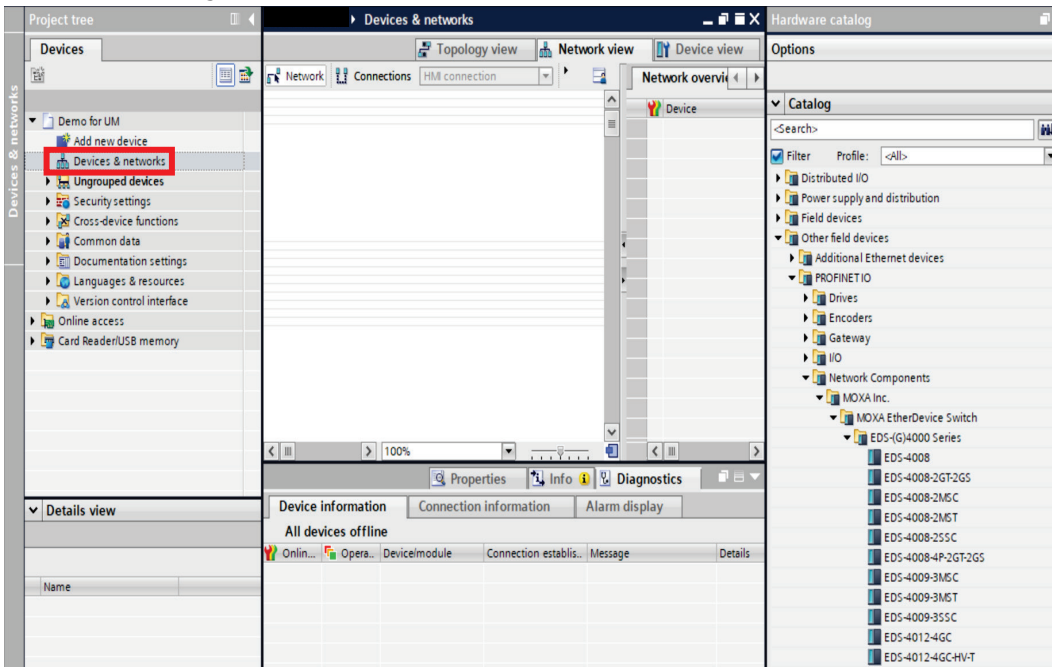 Project tree
Devices
Devices & networks
Demo for UM
Add new device
Devices & networks
Ungrouped devices
Security settings
Cross-device functions
Common data
Documentation settings
Languages & resources
Version control interface
Online access
Card Reader/USB memory
Details view
Name
Devices & networks
Topology view
Network view
Device view
Network
Connections
HMI connection
Network overvie
Device
100%
Properties
Info
Diagnostics
Device information
Connection information
Alarm display
All devices offline
Onlin...
Opera..
Device/module
Connection establis..
Message
Details
Hardware catalog
Options
Catalog
<Search>
Filter
Profile:
<All>
Distributed I/O
Power supply and distribution
Field devices
Other field devices
Additional Ethernet devices
PROFINET IO
Drives
Encoders
Gateway
I/O
Network Components
MOXA Inc.
MOXA EtherDevice Switch
EDS-(G)4000 Series
EDS-4008
EDS-4008-2GT-2GS
EDS-4008-2MSC
EDS-4008-2MST
EDS-4008-2SSC
EDS-4008-4P-2GT-2GS
EDS-4009-3MSC
EDS-4009-3MST
EDS-4009-3SSC
EDS-4012-4GC
EDS-4012-4GC-HV-T